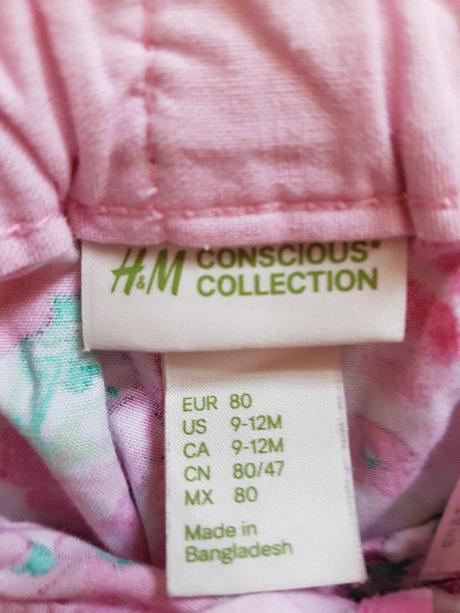 H&M CONSCIOUS
COLLECTION
EUR 80
US 9-12M
CA 9-12M
CN 80/47
MX 80
Made in
Bangladesh